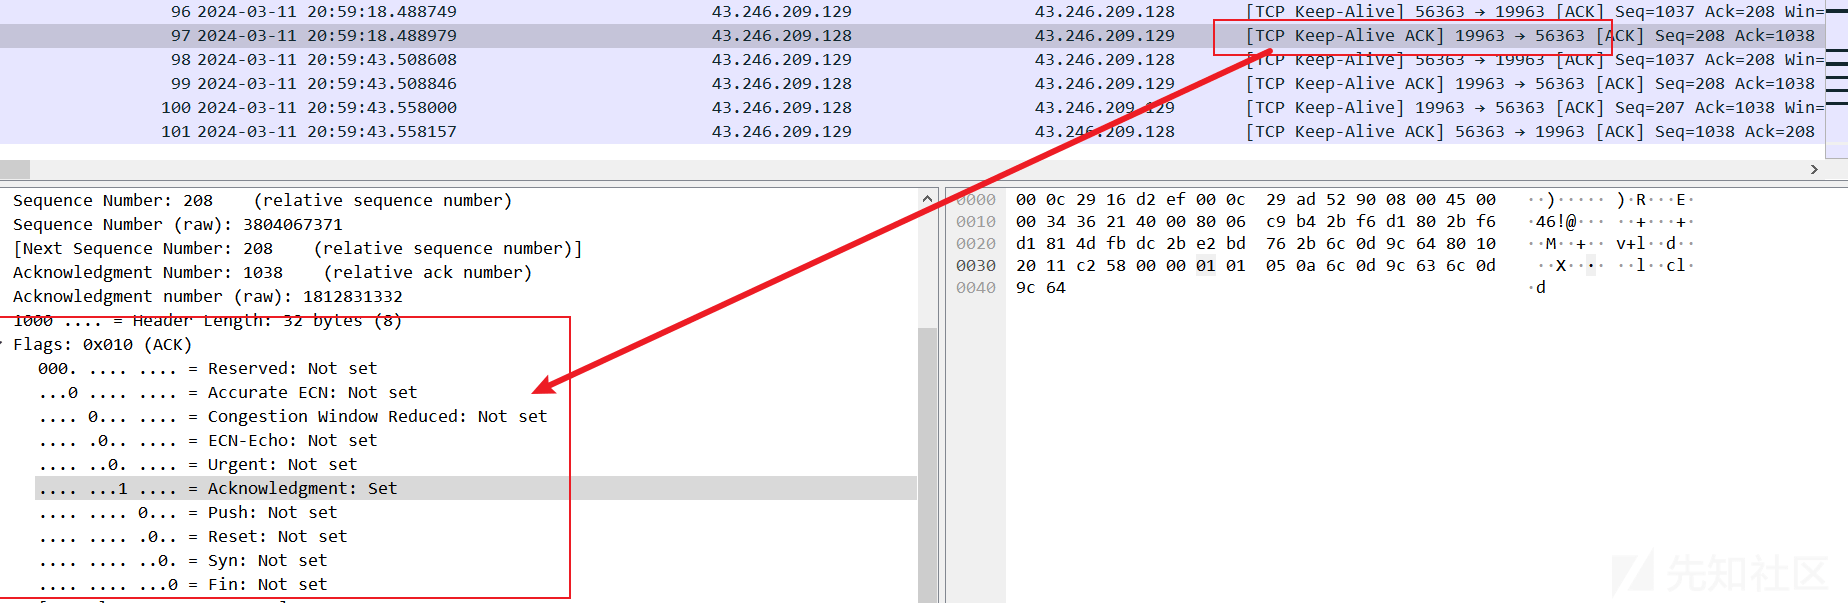 96 2024-03-11 20:59:18.488749 43.246.209.129 43.246.209.128 [TCP Keep-Alive] 56363 → 19963 [ACK] Seq=1037 Ack=208 Win=
97 2024-03-11 20:59:18.488979 43.246.209.128 43.246.209.129 [TCP Keep-Alive ACK] 19963 → 56363 [ACK] Seq=208 Ack=1038
98 2024-03-11 20:59:43.508608 43.246.209.129 43.246.209.128 [TCP Keep-Alive] 56363 → 19963 [ACK] Seq=1037 Ack=208 Win=
99 2024-03-11 20:59:43.508846 43.246.209.128 43.246.209.129 [TCP Keep-Alive ACK] 19963 → 56363 [ACK] Seq=208 Ack=1038
100 2024-03-11 20:59:43.558000 43.246.209.128 43.246.209.129 [TCP Keep-Alive] 19963 → 56363 [ACK] Seq=207 Ack=1038 Win=
101 2024-03-11 20:59:43.558157 43.246.209.129 43.246.209.128 [TCP Keep-Alive ACK] 56363 → 19963 [ACK] Seq=1038 Ack=208
Sequence Number: 208 (relative sequence number)
Sequence Number (raw): 3804067371
[Next Sequence Number: 208 (relative sequence number)]
Acknowledgment Number: 1038 (relative ack number)
Acknowledgment number (raw): 1812831332
1000 .... = Header Length: 32 bytes (8)
Flags: 0x010 (ACK)
000. .... .... = Reserved: Not set
...0 .... .... = Accurate ECN: Not set
.... 0... .... = Congestion Window Reduced: Not set
.... .0.. .... = ECN-Echo: Not set
.... ..0. .... = Urgent: Not set
.... ...1 .... = Acknowledgment: Set
.... .... 0... = Push: Not set
.... .... .0.. = Reset: Not set
.... .... ..0. = Syn: Not set
.... .... ...0 = Fin: Not set
0000 00 0c 29 16 d2 ef 00 0c 29 ad 52 90 08 00 45 00 ··)····· )·R···E·
0010 00 34 36 21 40 00 80 06 c9 b4 2b f6 d1 80 2b f6 ·46!@··· ··+···+·
0020 d1 81 4d fb dc 2b e2 bd 76 2b 6c 0d 9c 64 80 10 ··M··+·· v+l··d··
0030 20 11 c2 58 00 00 01 01 05 0a 6c 0d 9c 63 6c 0d  ··X···· ··l··cl·
0040 9c 64 ·d
先知社区